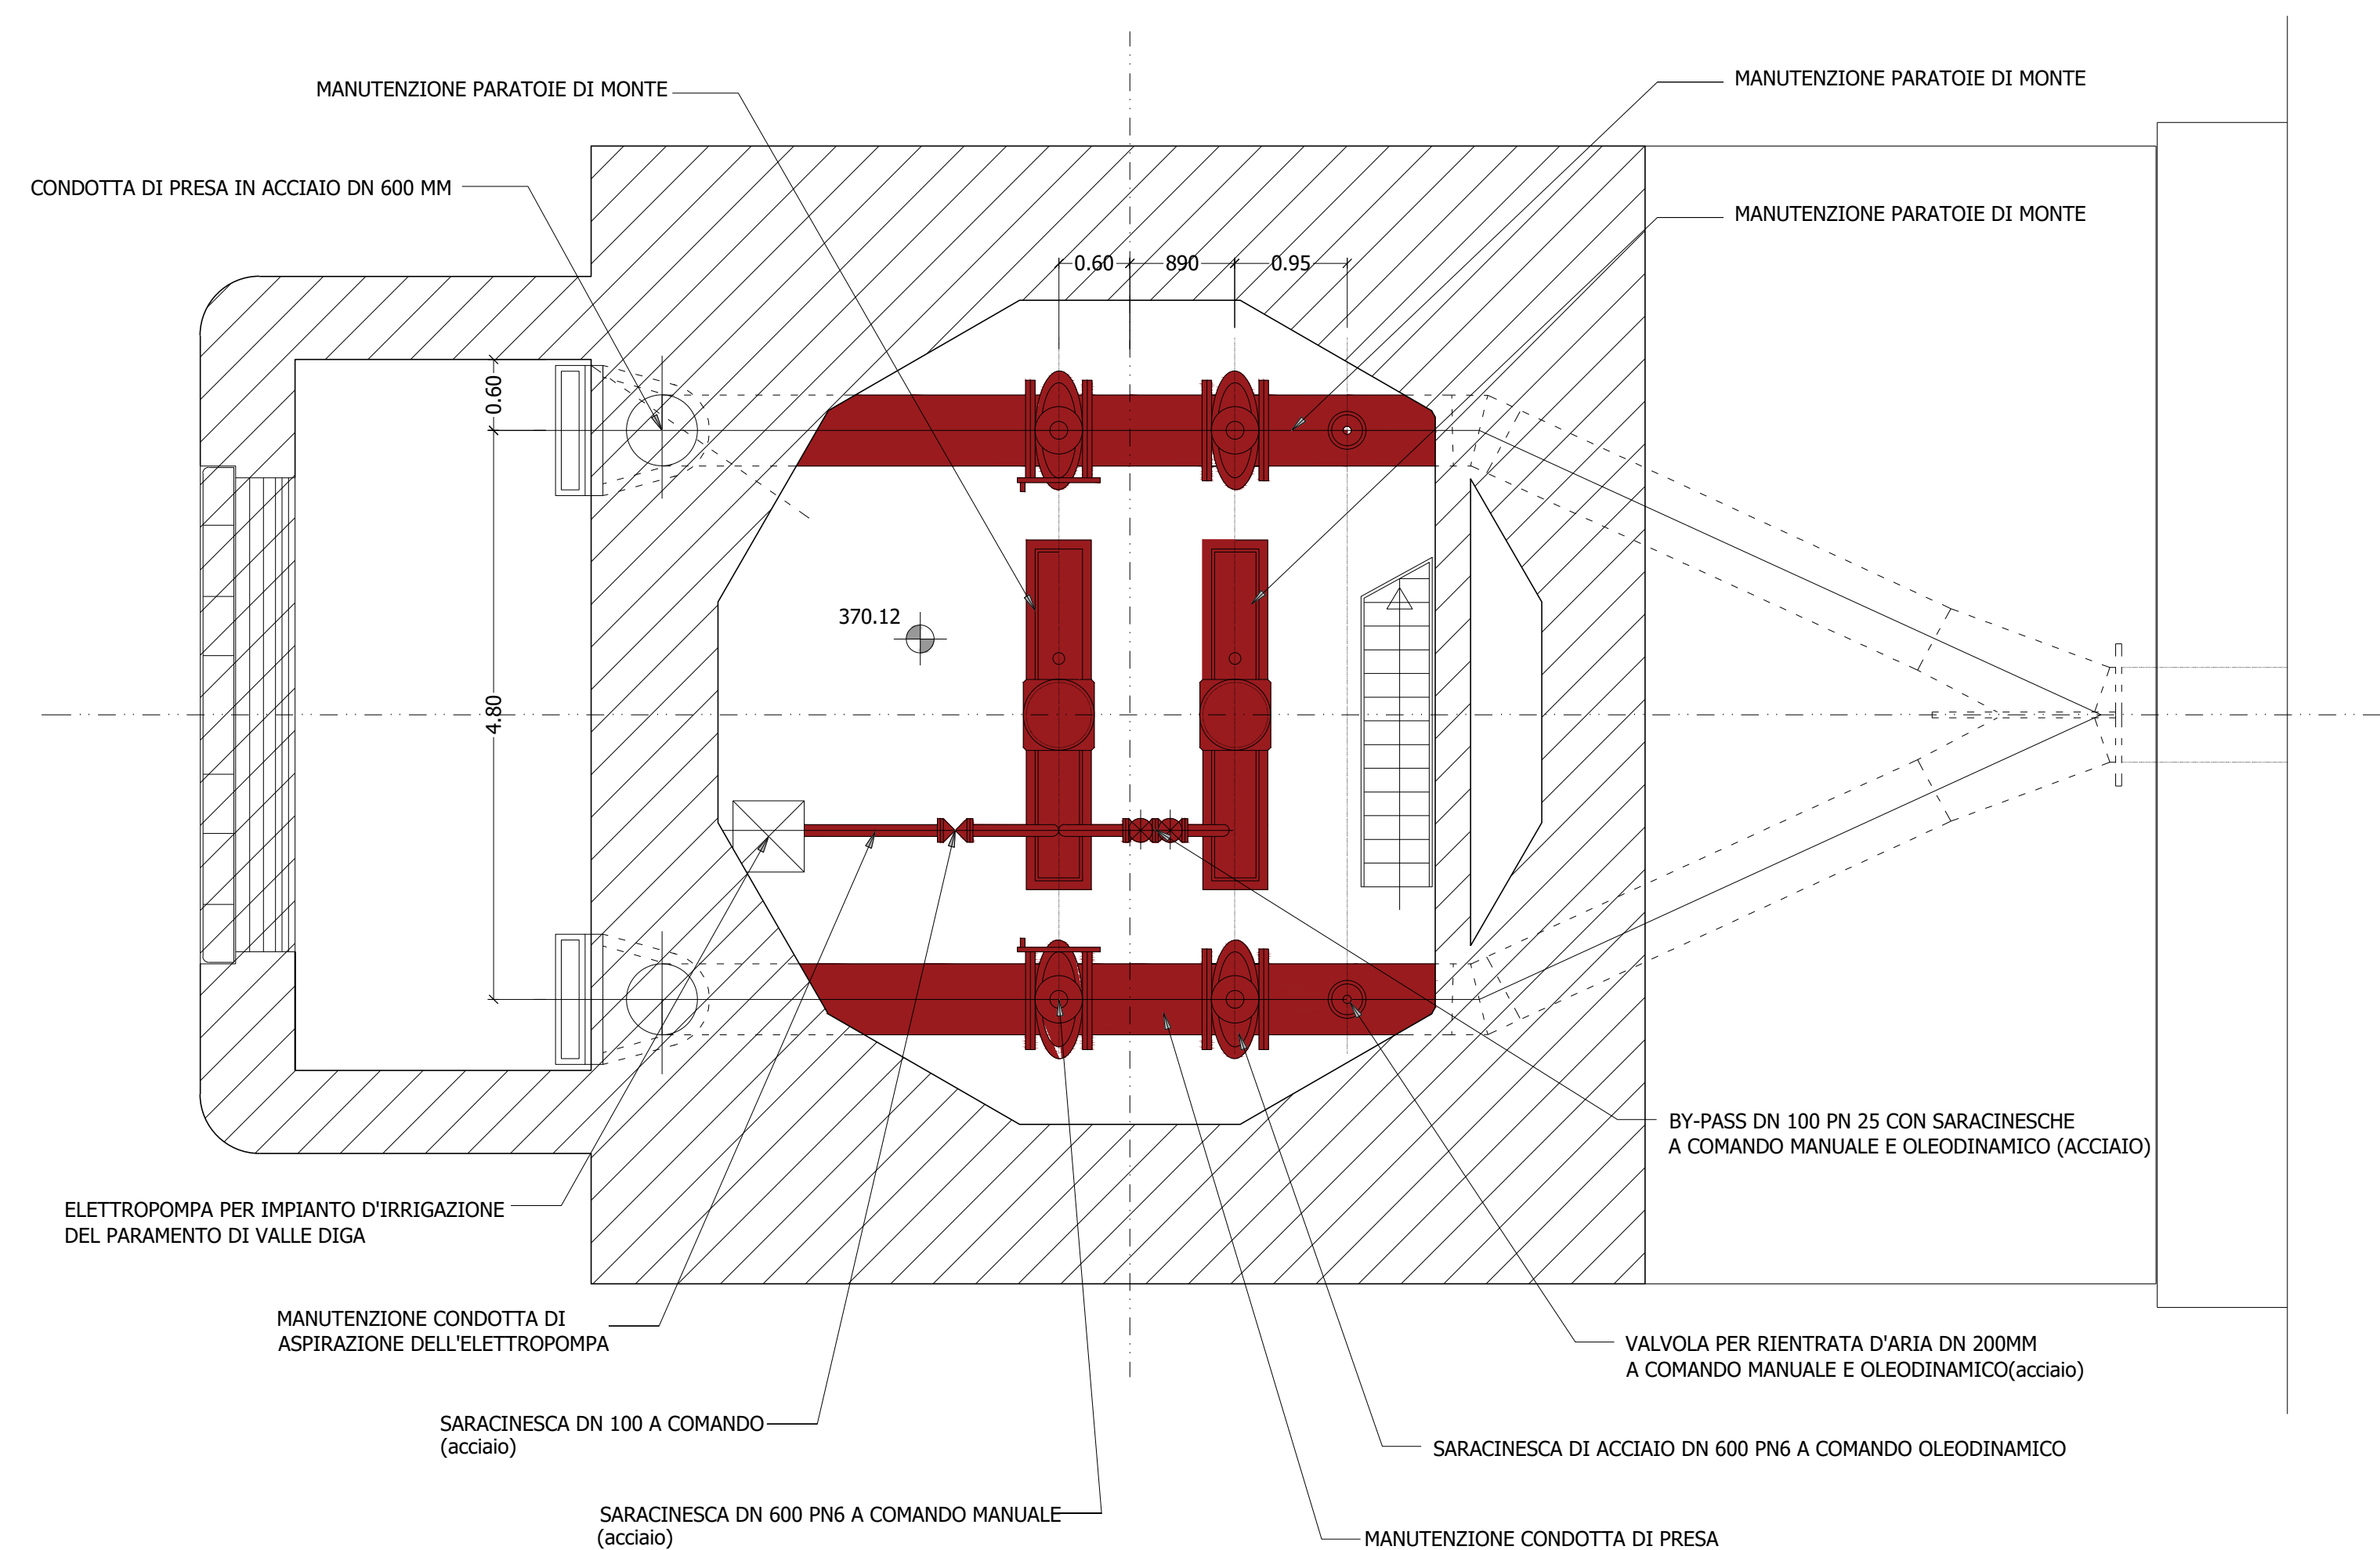 MANUTENZIONE PARATOIE DI MONTE
MANUTENZIONE PARATOIE DI MONTE
CONDOTTA DI PRESA IN ACCIAIO DN 600 MM
MANUTENZIONE PARATOIE DI MONTE
0.60
890
0.95
0.60
370.12
4.80
BY-PASS DN 100 PN 25 CON SARACINESCHE
A COMANDO MANUALE E OLEODINAMICO (ACCIAIO)
ELETTROPOMPA PER IMPIANTO D'IRRIGAZIONE
DEL PARAMENTO DI VALLE DIGA
MANUTENZIONE CONDOTTA DI
ASPIRAZIONE DELL'ELETTROPOMPA
VALVOLA PER RIENTRATA D'ARIA DN 200MM
A COMANDO MANUALE E OLEODINAMICO(acciaio)
SARACINESCA DN 100 A COMANDO
(acciaio)
SARACINESCA DI ACCIAIO DN 600 PN6 A COMANDO OLEODINAMICO
SARACINESCA DN 600 PN6 A COMANDO MANUALE
(acciaio)
MANUTENZIONE CONDOTTA DI PRESA